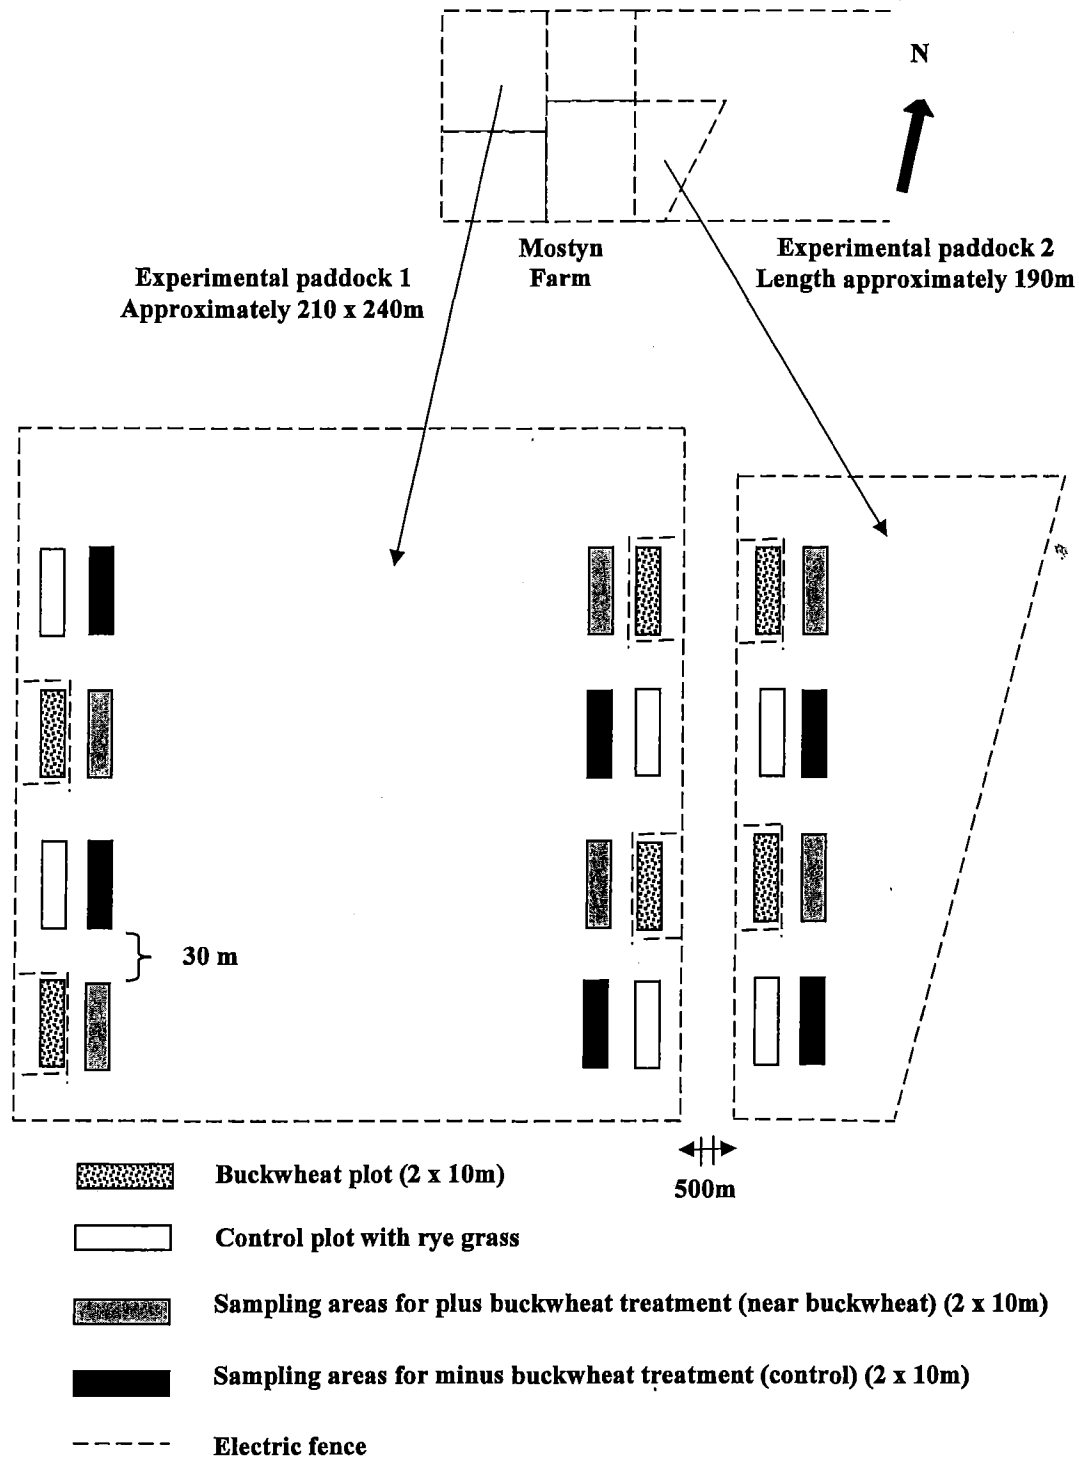 N
Mostyn
Farm
Experimental paddock 1
Approximately 210 x 240m
Experimental paddock 2
Length approximately 190m
30 m
500m
Buckwheat plot (2 x 10m)
Control plot with rye grass
Sampling areas for plus buckwheat treatment (near buckwheat) (2 x 10m)
Sampling areas for minus buckwheat treatment (control) (2 x 10m)
Electric fence